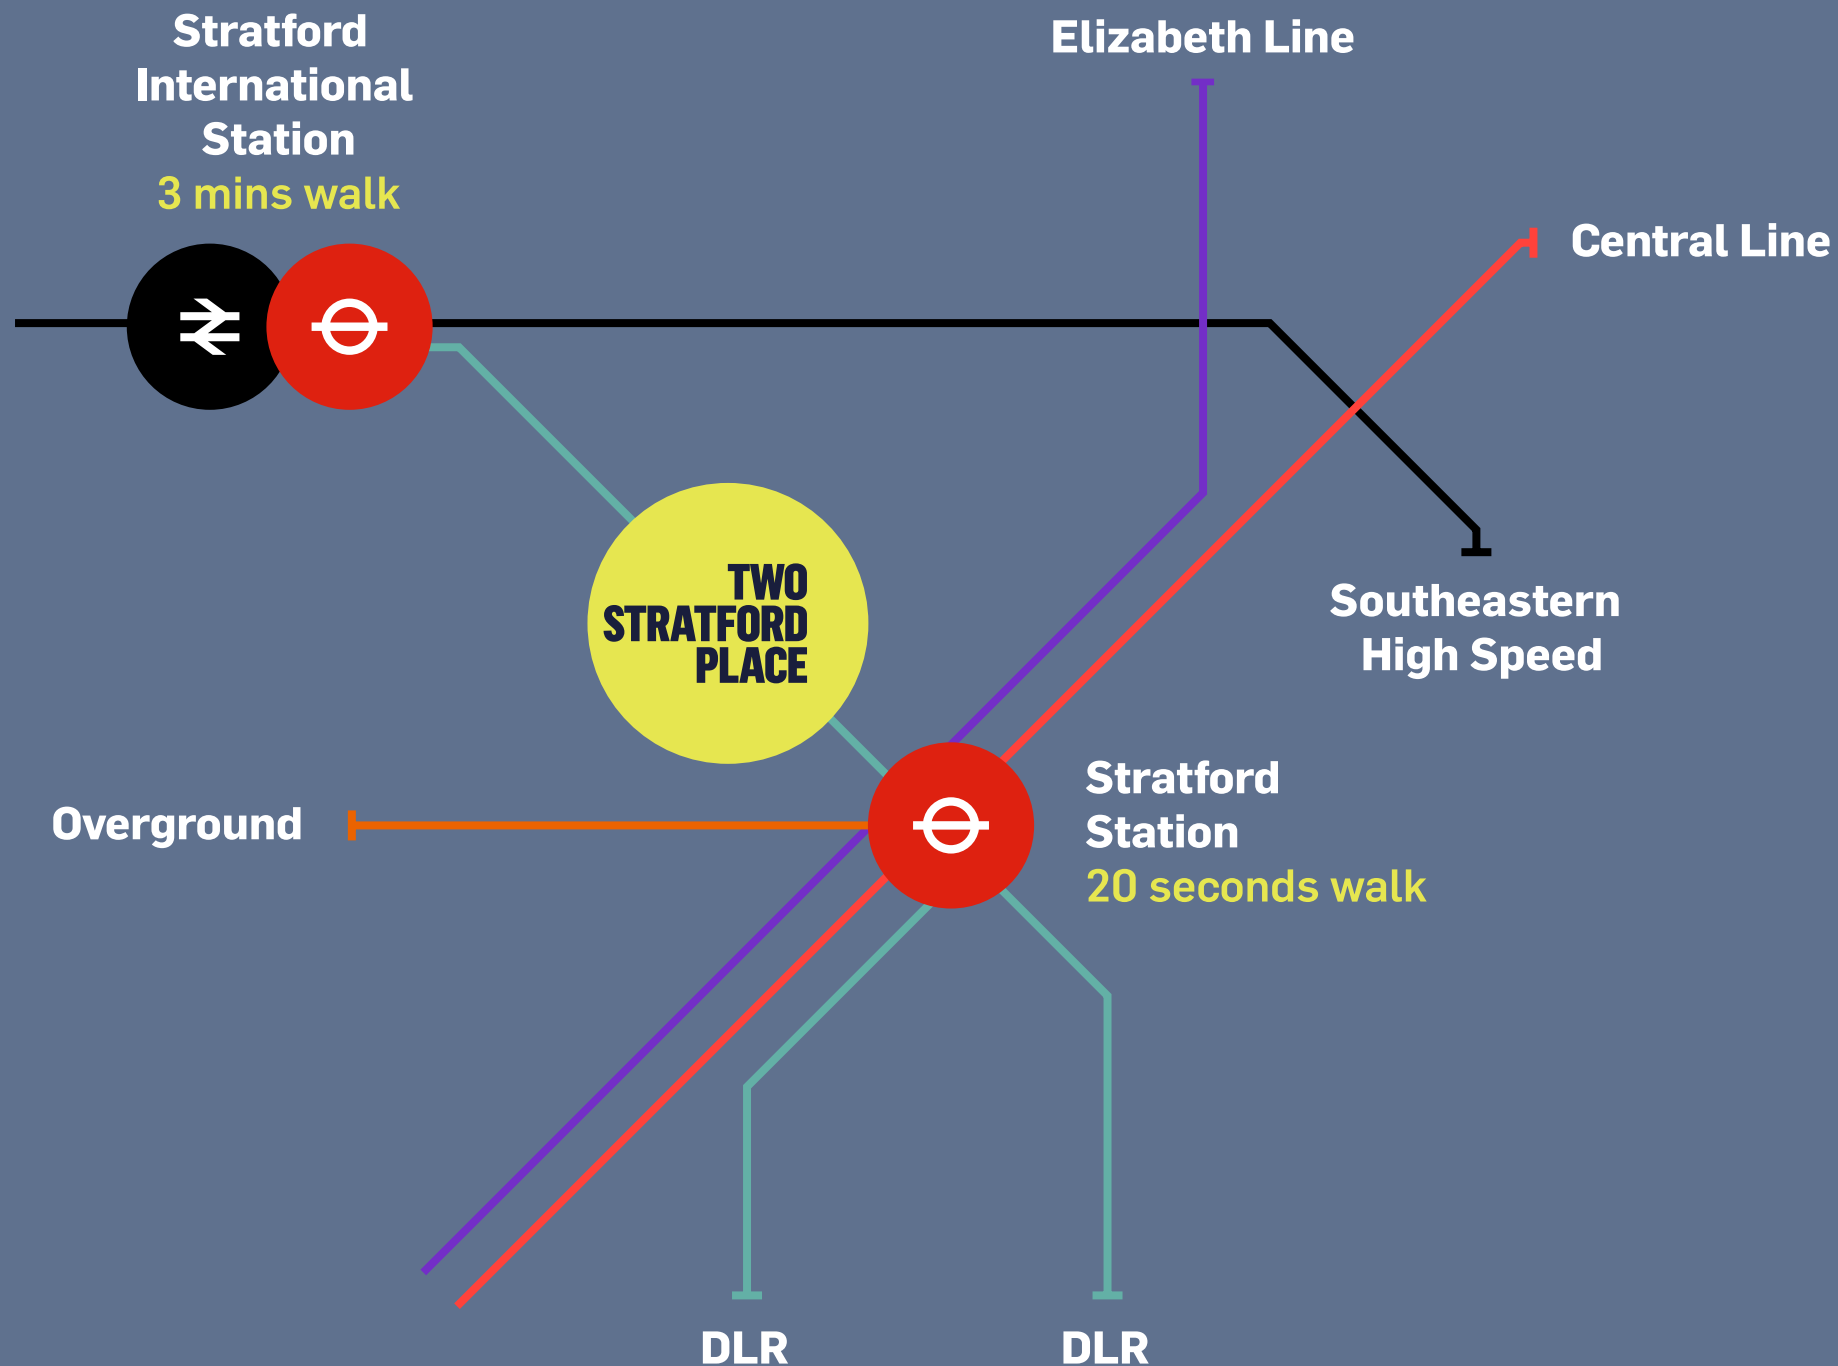 Stratford
International
Station
3 mins walk
Elizabeth Line
Central Line
TWO
STRATFORD
PLACE
Southeastern
High Speed
Overground
Stratford
Station
20 seconds walk
DLR
DLR